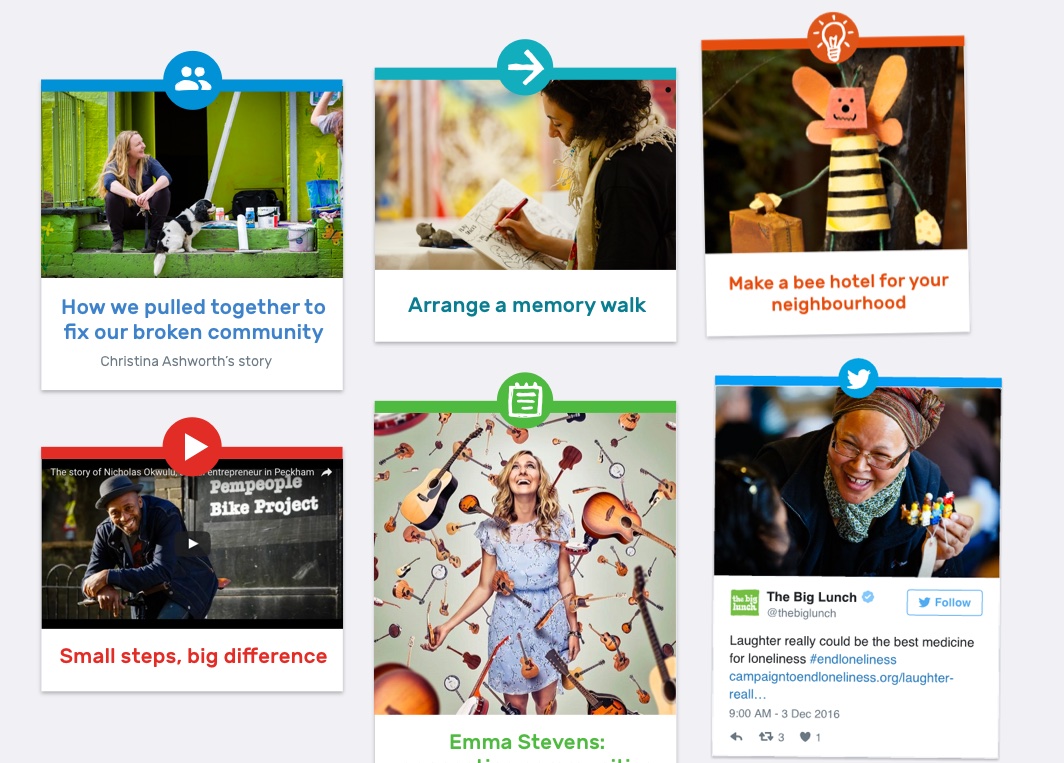 How we pulled together to
fix our broken community
Christina Ashworth's story
Arrange a memory walk
Make a bee hotel for your
neighbourhood
The story of Nicholas Okwulu, entrepreneur in Peckham
Pempeople
Bike Project
Small steps, big difference
Emma Stevens:
the big
lunch
The Big Lunch
@thebiglunch
Follow
Laughter really could be the best medicine
for loneliness #endloneliness
campaigntoendloneliness.org/laughter-
reall…
9:00 AM - 3 Dec 2016
3
1